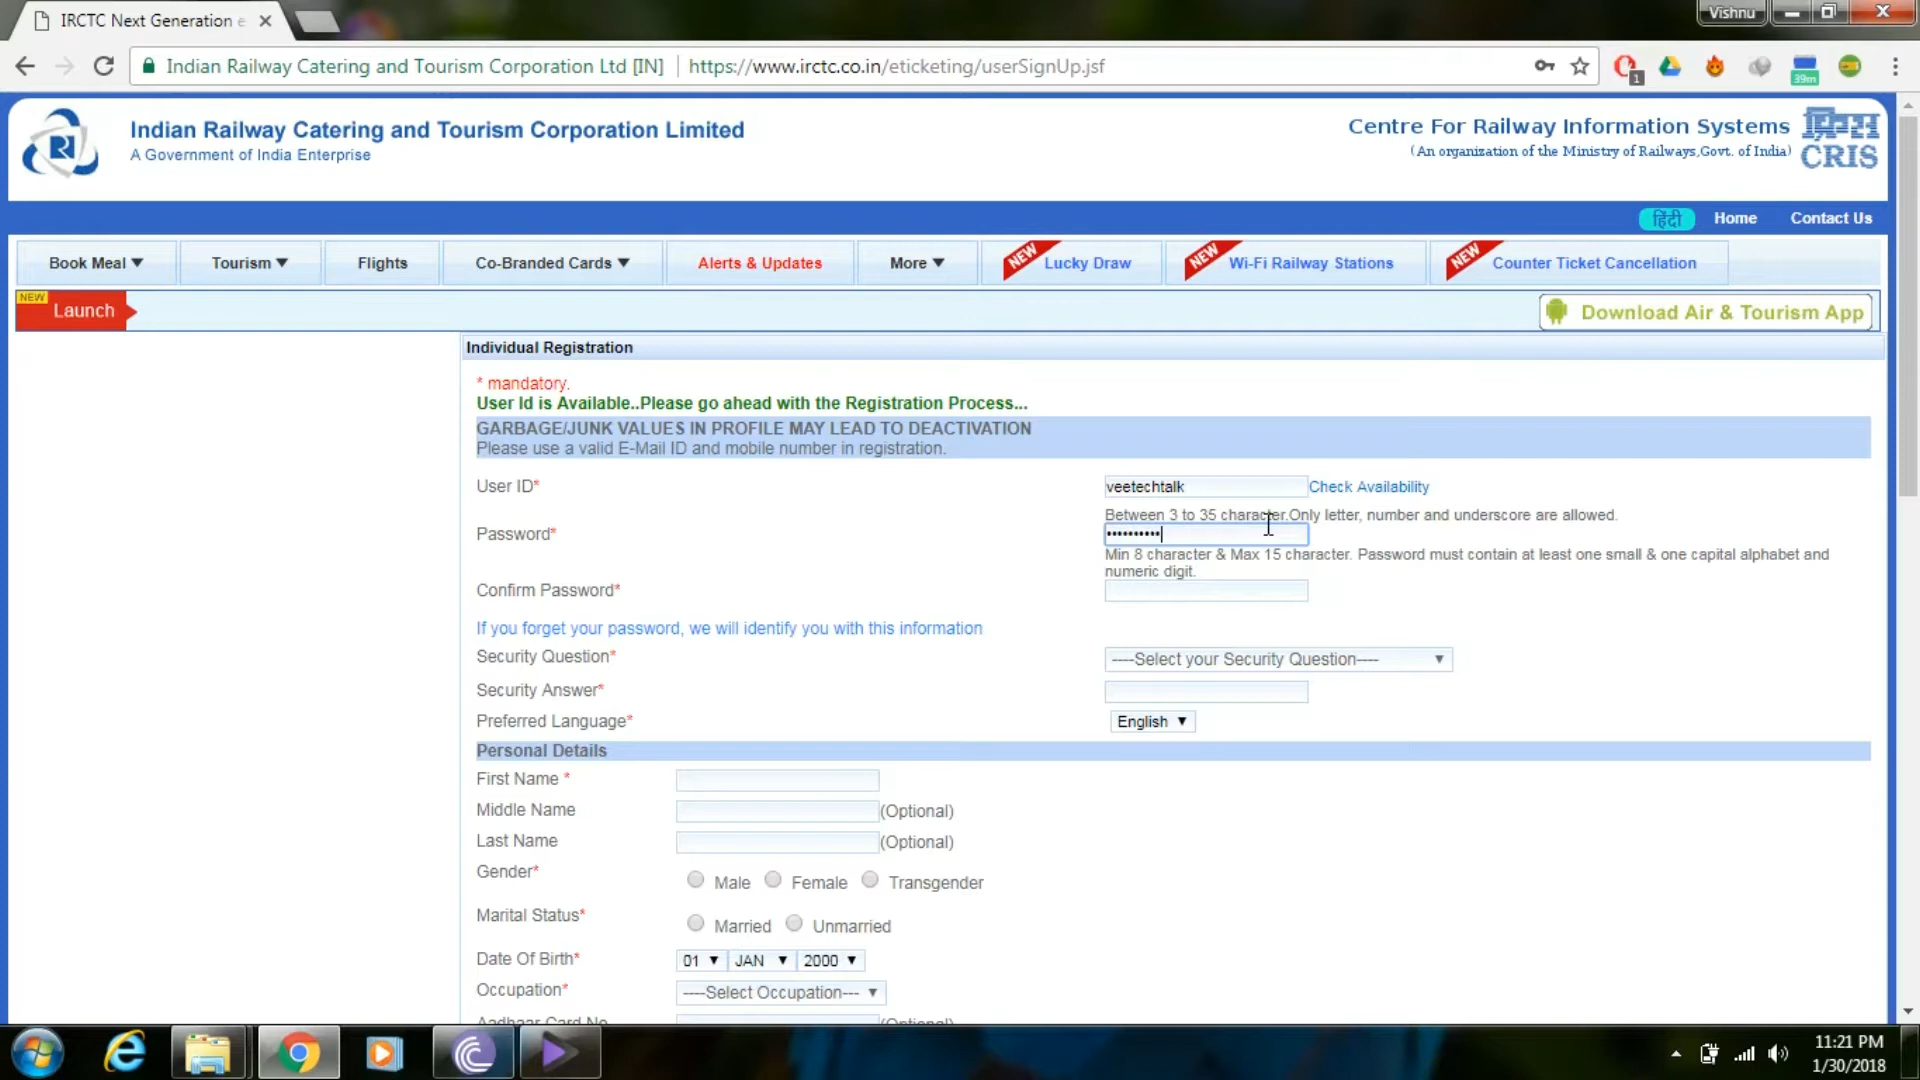 IRCTC Next Generation e
Vishnu
Indian Railway Catering and Tourism Corporation Ltd [IN] https://www.irctc.co.in/eticketing/userSignUp.jsf
1
39m
Indian Railway Catering and Tourism Corporation Limited
A Government of India Enterprise
Centre For Railway Information Systems
(An organization of the Ministry of Railways,Govt. of India)
क्रिस
CRIS
हिंदी Home Contact Us
Book Meal ▼ Tourism ▼ Flights Co-Branded Cards ▼ Alerts & Updates More ▼ NEW Lucky Draw NEW Wi-Fi Railway Stations NEW Counter Ticket Cancellation
NEW
Launch
Download Air & Tourism App
Individual Registration
* mandatory.
User Id is Available..Please go ahead with the Registration Process...
GARBAGE/JUNK VALUES IN PROFILE MAY LEAD TO DEACTIVATION
Please use a valid E-Mail ID and mobile number in registration.
User ID* veetechtalk Check Availability
Between 3 to 35 character.Only letter, number and underscore are allowed.
Password* ••••••••••
Min 8 character & Max 15 character. Password must contain at least one small & one capital alphabet and
numeric digit.
Confirm Password*
If you forget your password, we will identify you with this information
Security Question* ----Select your Security Question----
Security Answer*
Preferred Language* English
Personal Details
First Name *
Middle Name (Optional)
Last Name (Optional)
Gender* Male Female Transgender
Marital Status* Married Unmarried
Date Of Birth* 01 JAN 2000
Occupation* ----Select Occupation---
Aadhaar Card No (Optional)
11:21 PM
1/30/2018